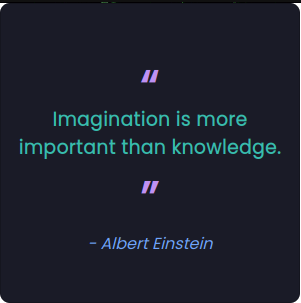 “
Imagination is more
important than knowledge.
”
- Albert Einstein